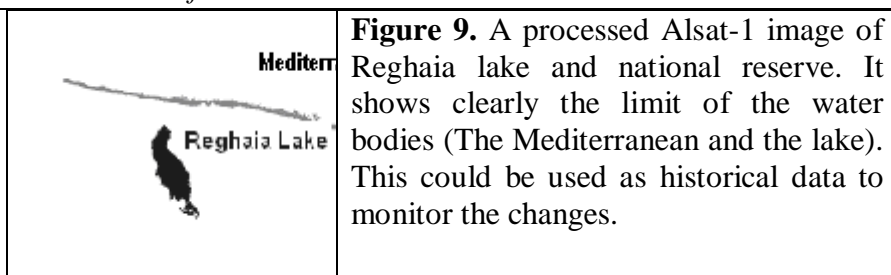 Mediterr
Reghaia Lake
Figure 9. A processed Alsat-1 image of
Reghaia lake and national reserve. It
shows clearly the limit of the water
bodies (The Mediterranean and the lake).
This could be used as historical data to
monitor the changes.